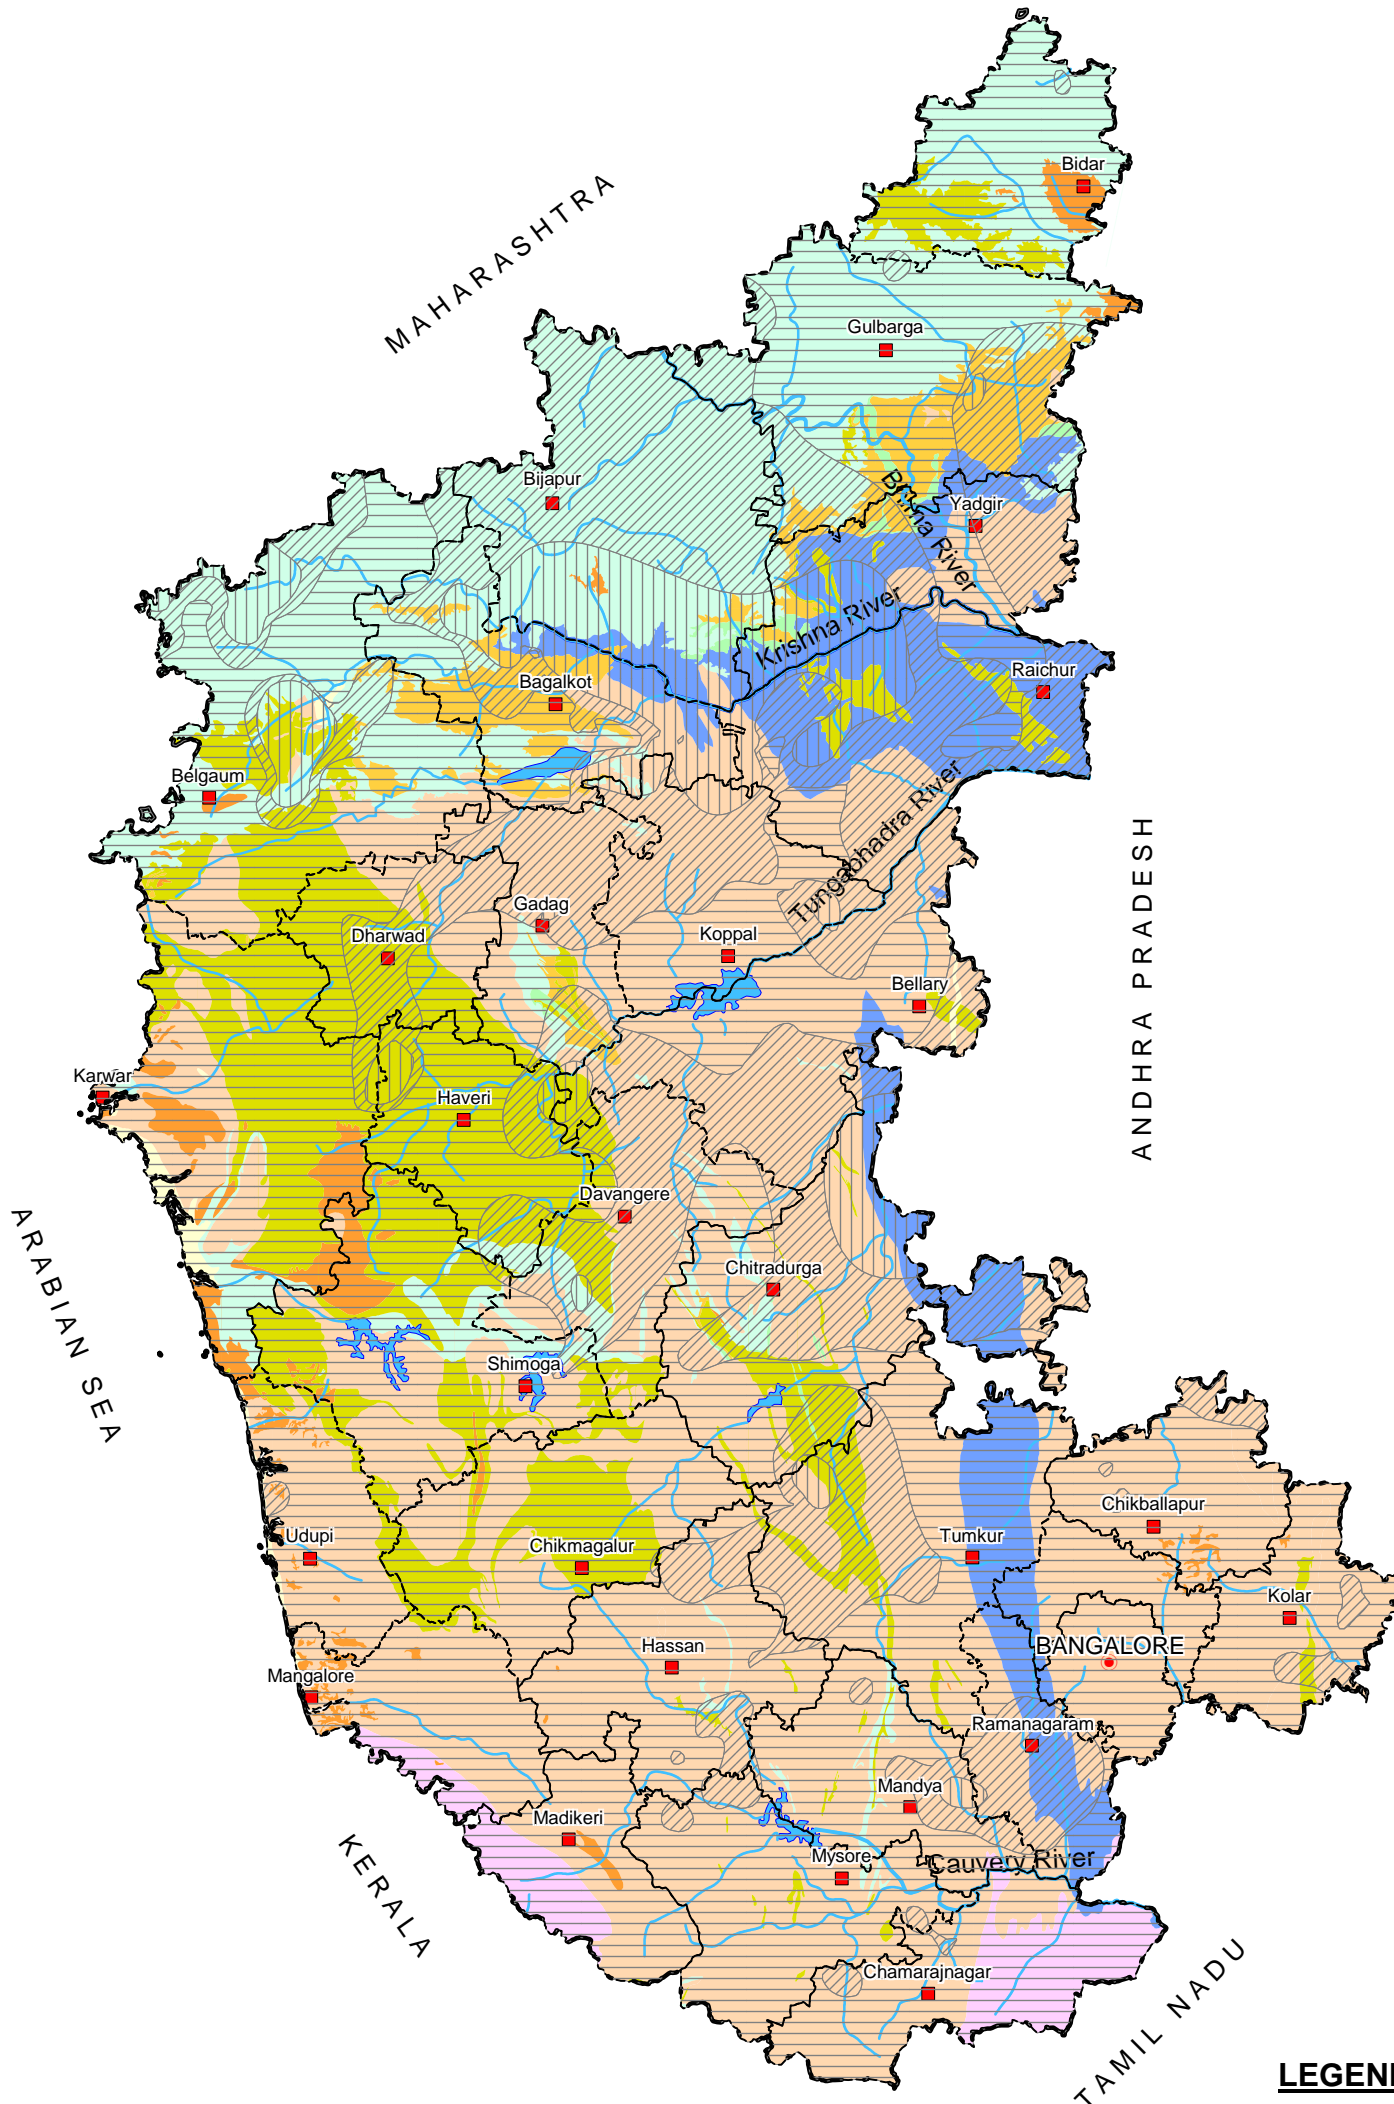 Bidar
MAHARASHTRA
Gulbarga
Bijapur
Yadgir
Bhima River
Krishna River
Raichur
Bagalkot
Belgaum
Tungabhadra River
ANDHRA PRADESH
Gadag
Dharwad
Koppal
Bellary
Karwar
Haveri
Davangere
ARABIAN SEA
Chitradurga
Shimoga
Chikballapur
Udupi
Chikmagalur
Tumkur
Kolar
Hassan
BANGALORE
Mangalore
Ramanagaram
Mandya
Madikeri
KERALA
Mysore
Cauvery River
Chamarajnagar
TAMIL NADU
LEGEN